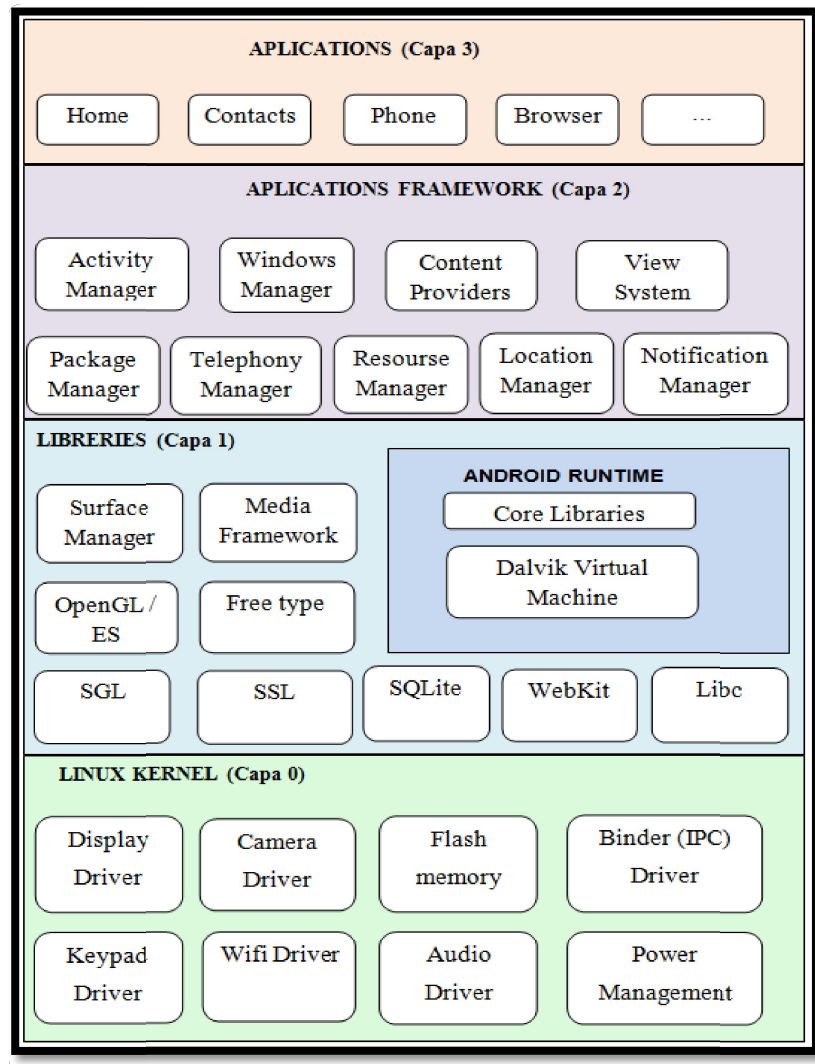 APLICATIONS (Capa 3)
Home
Contacts
Phone
Browser
...
APLICATIONS FRAMEWORK (Capa 2)
Activity
Manager
Windows
Manager
Content
Providers
View
System
Package
Manager
Telephony
Manager
Resourse
Manager
Location
Manager
Notification
Manager
LIBRERIES (Capa 1)
Surface
Manager
Media
Framework
ANDROID RUNTIME
Core Libraries
Dalvik Virtual
Machine
OpenGL /
ES
Free type
SGL
SSL
SQLite
WebKit
Libc
LINUX KERNEL (Capa 0)
Display
Driver
Camera
Driver
Flash
memory
Binder (IPC)
Driver
Keypad
Driver
Wifi Driver
Audio
Driver
Power
Management